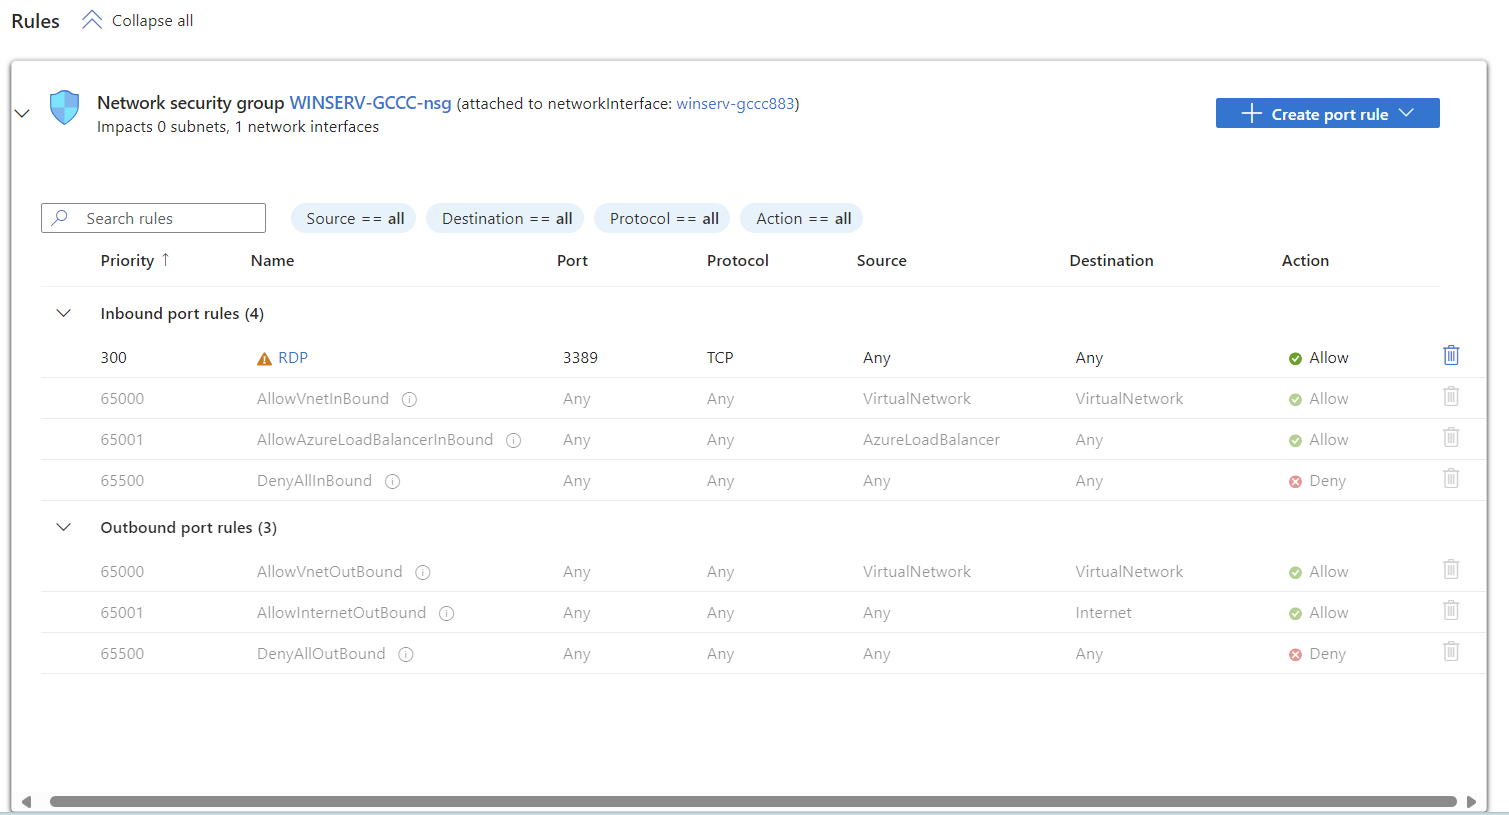 Rules Collapse all
Network security group WINSERV-GCCC-nsg (attached to networkInterface: winserv-gccc883)
Impacts 0 subnets, 1 network interfaces
Create port rule
Search rules Source == all Destination == all Protocol == all Action == all
Priority ↑ Name Port Protocol Source Destination Action
Inbound port rules (4)
300 RDP 3389 TCP Any Any Allow
65000 AllowVnetInBound Any Any VirtualNetwork VirtualNetwork Allow
65001 AllowAzureLoadBalancerInBound Any Any AzureLoadBalancer Any Allow
65500 DenyAllInBound Any Any Any Any Deny
Outbound port rules (3)
65000 AllowVnetOutBound Any Any VirtualNetwork VirtualNetwork Allow
65001 AllowInternetOutBound Any Any Any Internet Allow
65500 DenyAllOutBound Any Any Any Any Deny